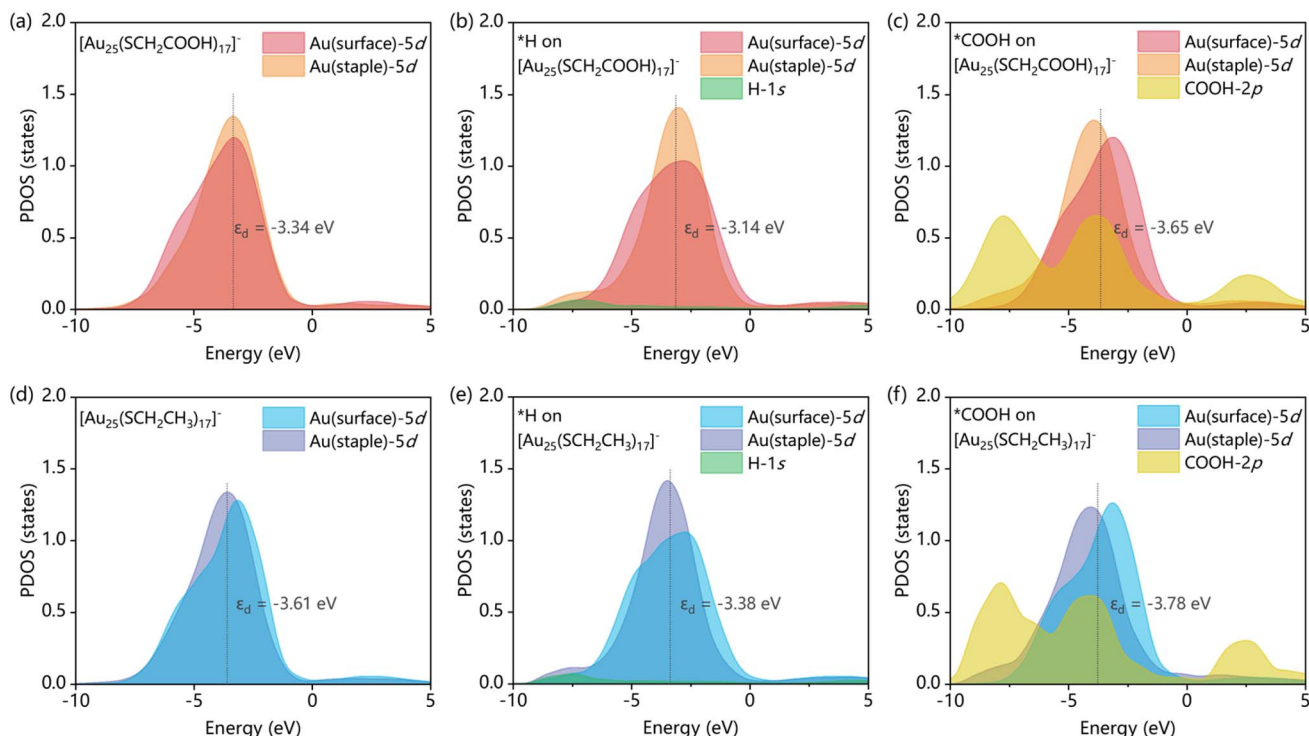 (a)
2.0
1.5
1.0
0.5
0.0
PDOS (states)
[Au₂₅(SCH₂COOH)₁₇]⁻
Au(surface)-5d
Au(staple)-5d
εd = -3.34 eV
-10
-5
0
5
Energy (eV)
(b)
2.0
1.5
1.0
0.5
0.0
PDOS (states)
*H on
[Au₂₅(SCH₂COOH)₁₇]⁻
Au(surface)-5d
Au(staple)-5d
H-1s
εd = -3.14 eV
-10
-5
0
5
Energy (eV)
(c)
2.0
1.5
1.0
0.5
0.0
PDOS (states)
*COOH on
[Au₂₅(SCH₂COOH)₁₇]⁻
Au(surface)-5d
Au(staple)-5d
COOH-2p
εd = -3.65 eV
-10
-5
0
5
Energy (eV)
(d)
2.0
1.5
1.0
0.5
0.0
PDOS (states)
[Au₂₅(SCH₂CH₃)₁₇]⁻
Au(surface)-5d
Au(staple)-5d
εd = -3.61 eV
-10
-5
0
5
Energy (eV)
(e)
2.0
1.5
1.0
0.5
0.0
PDOS (states)
*H on
[Au₂₅(SCH₂CH₃)₁₇]⁻
Au(surface)-5d
Au(staple)-5d
H-1s
εd = -3.38 eV
-10
-5
0
5
Energy (eV)
(f)
2.0
1.5
1.0
0.5
0.0
PDOS (states)
*COOH on
[Au₂₅(SCH₂CH₃)₁₇]⁻
Au(surface)-5d
Au(staple)-5d
COOH-2p
εd = -3.78 eV
-10
-5
0
5
Energy (eV)